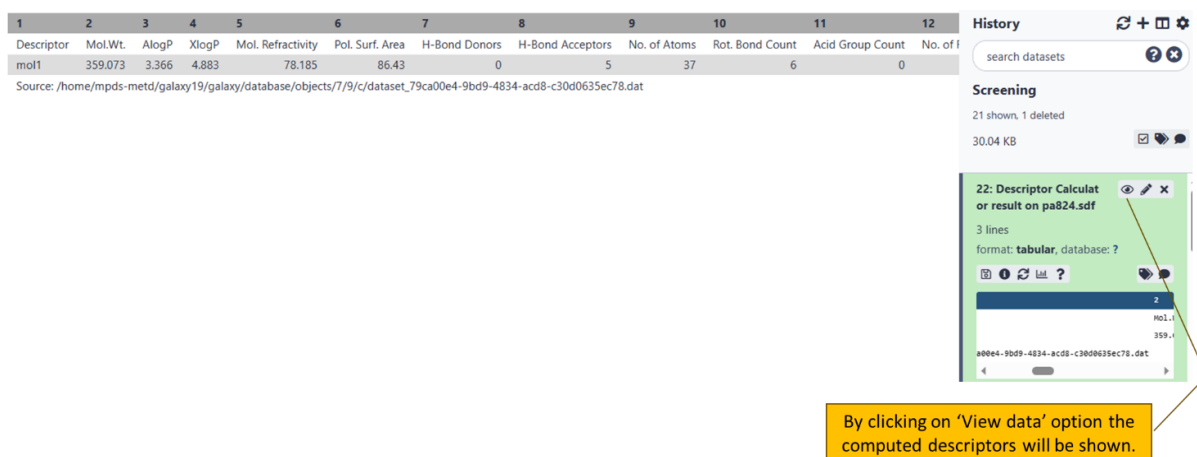 1 2 3 4 5 6 7 8 9 10 11 12
Descriptor Mol.Wt. AlogP XlogP Mol. Refractivity Pol. Surf. Area H-Bond Donors H-Bond Acceptors No. of Atoms Rot. Bond Count Acid Group Count No. of
mol1 359.073 3.366 4.883 78.185 86.43 0 5 37 6 0
Source: /home/mpds-metd/galaxy19/galaxy/database/objects/7/9/c/dataset_79ca00e4-9bd9-4834-acd8-c30d0635ec78.dat
History
search datasets
Screening
21 shown, 1 deleted
30.04 KB
22: Descriptor Calculat
or result on pa824.sdf
3 lines
format: tabular, database: ?
2
Mol.
359.
a00e4-9bd9-4834-acd8-c30d0635ec78.dat
By clicking on ‘View data’ option the
computed descriptors will be shown.